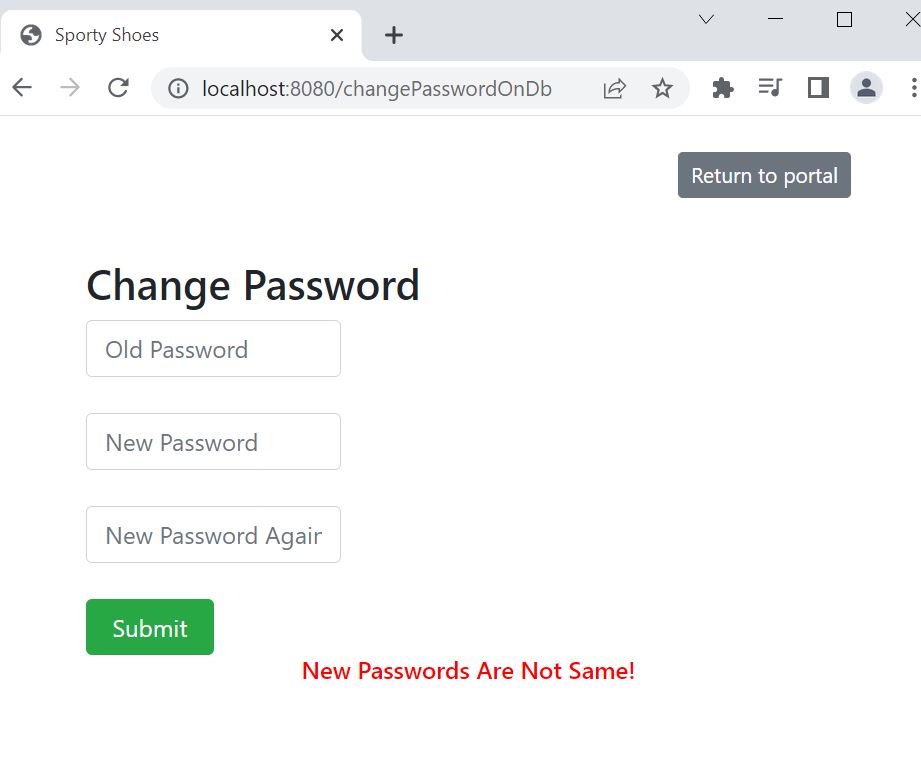 Sporty Shoes
localhost:8080/changePasswordOnDb
Return to portal
Change Password
Old Password
New Password
New Password Again
Submit
New Passwords Are Not Same!